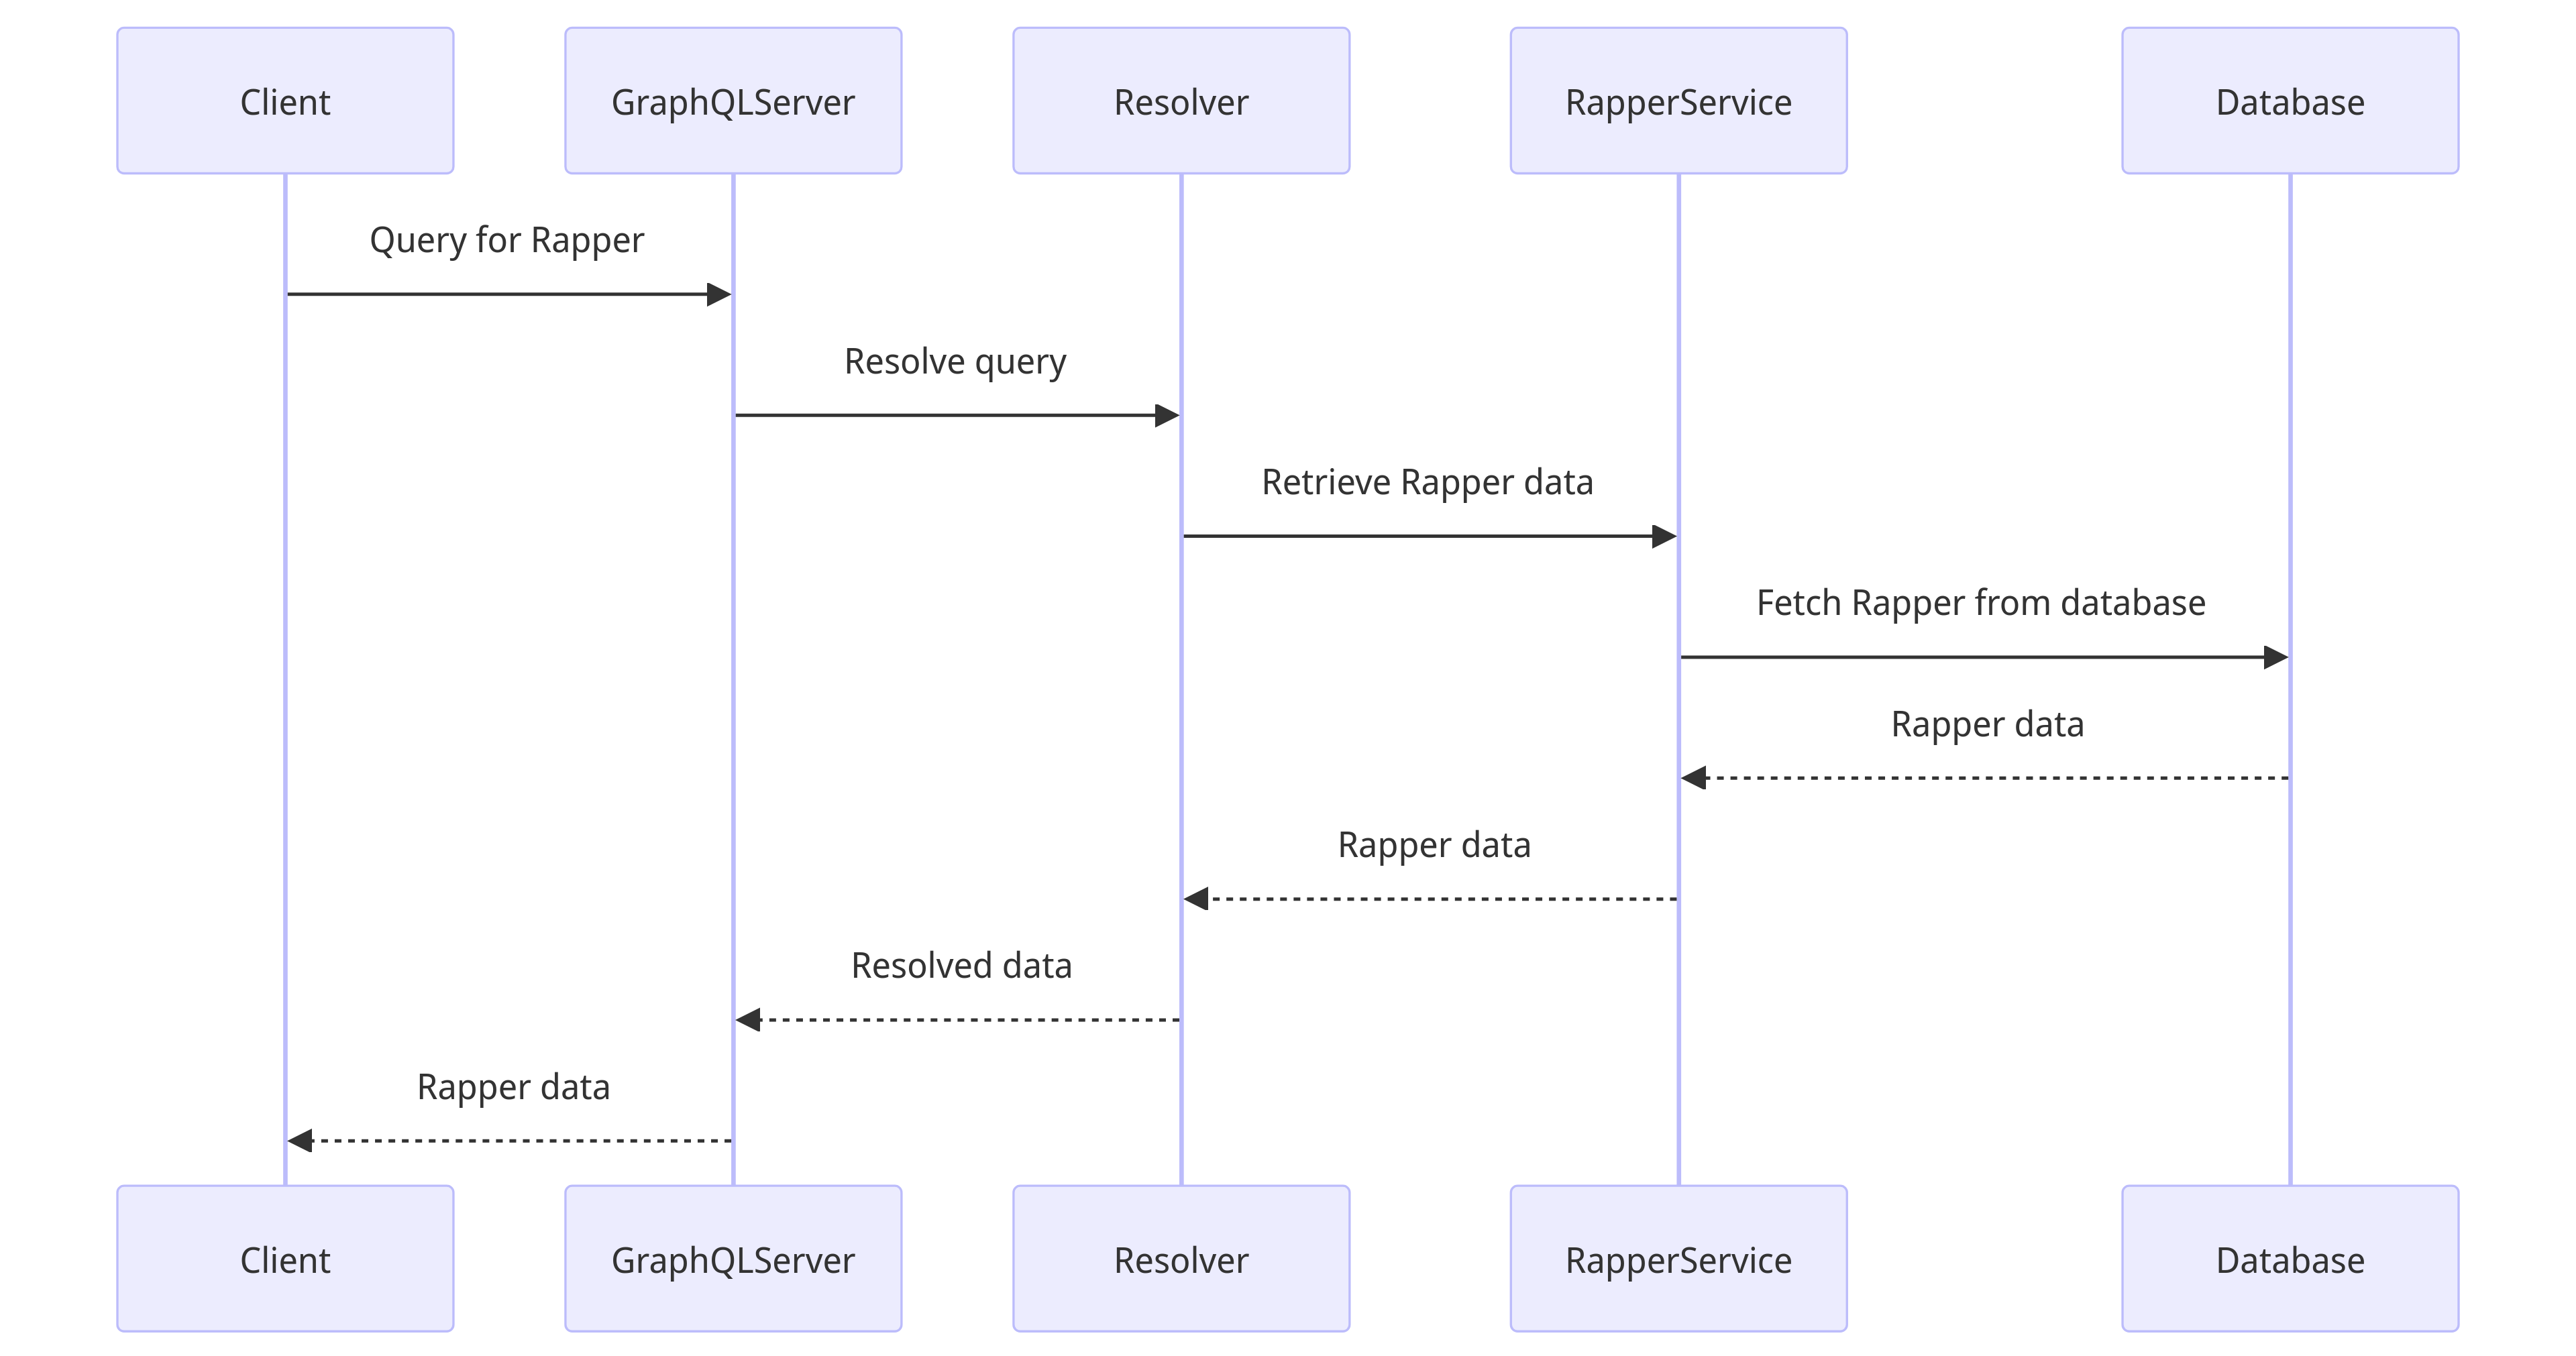 Client
GraphQLServer
Resolver
RapperService
Database
Query for Rapper
Resolve query
Retrieve Rapper data
Fetch Rapper from database
Rapper data
Rapper data
Resolved data
Rapper data
Client
GraphQLServer
Resolver
RapperService
Database